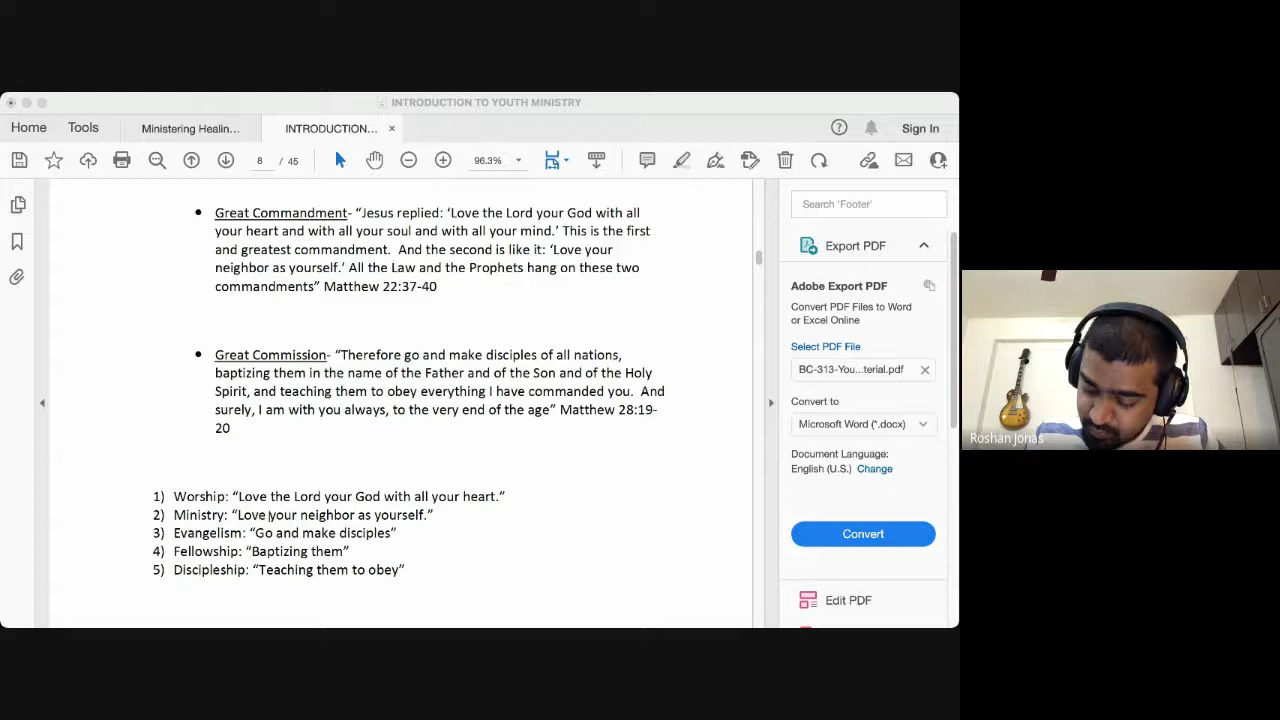 INTRODUCTION TO YOUTH MINISTRY
Home Tools Ministering Healin... INTRODUCTION... × Sign In
8 / 45 96.3%
• Great Commandment- “Jesus replied: ‘Love the Lord your God with all
your heart and with all your soul and with all your mind.’ This is the first
and greatest commandment. And the second is like it: ‘Love your
neighbor as yourself.’ All the Law and the Prophets hang on these two
commandments” Matthew 22:37-40
• Great Commission- “Therefore go and make disciples of all nations,
baptizing them in the name of the Father and of the Son and of the Holy
Spirit, and teaching them to obey everything I have commanded you. And
surely, I am with you always, to the very end of the age” Matthew 28:19-
20
1) Worship: “Love the Lord your God with all your heart.”
2) Ministry: “Love your neighbor as yourself.”
3) Evangelism: “Go and make disciples”
4) Fellowship: “Baptizing them”
5) Discipleship: “Teaching them to obey”
Search 'Footer'
Export PDF
Adobe Export PDF
Convert PDF Files to Word
or Excel Online
Select PDF File
BC-313-You...terial.pdf
Convert to
Microsoft Word (*.docx)
Document Language:
English (U.S.) Change
Convert
Edit PDF
Roshan Jonas